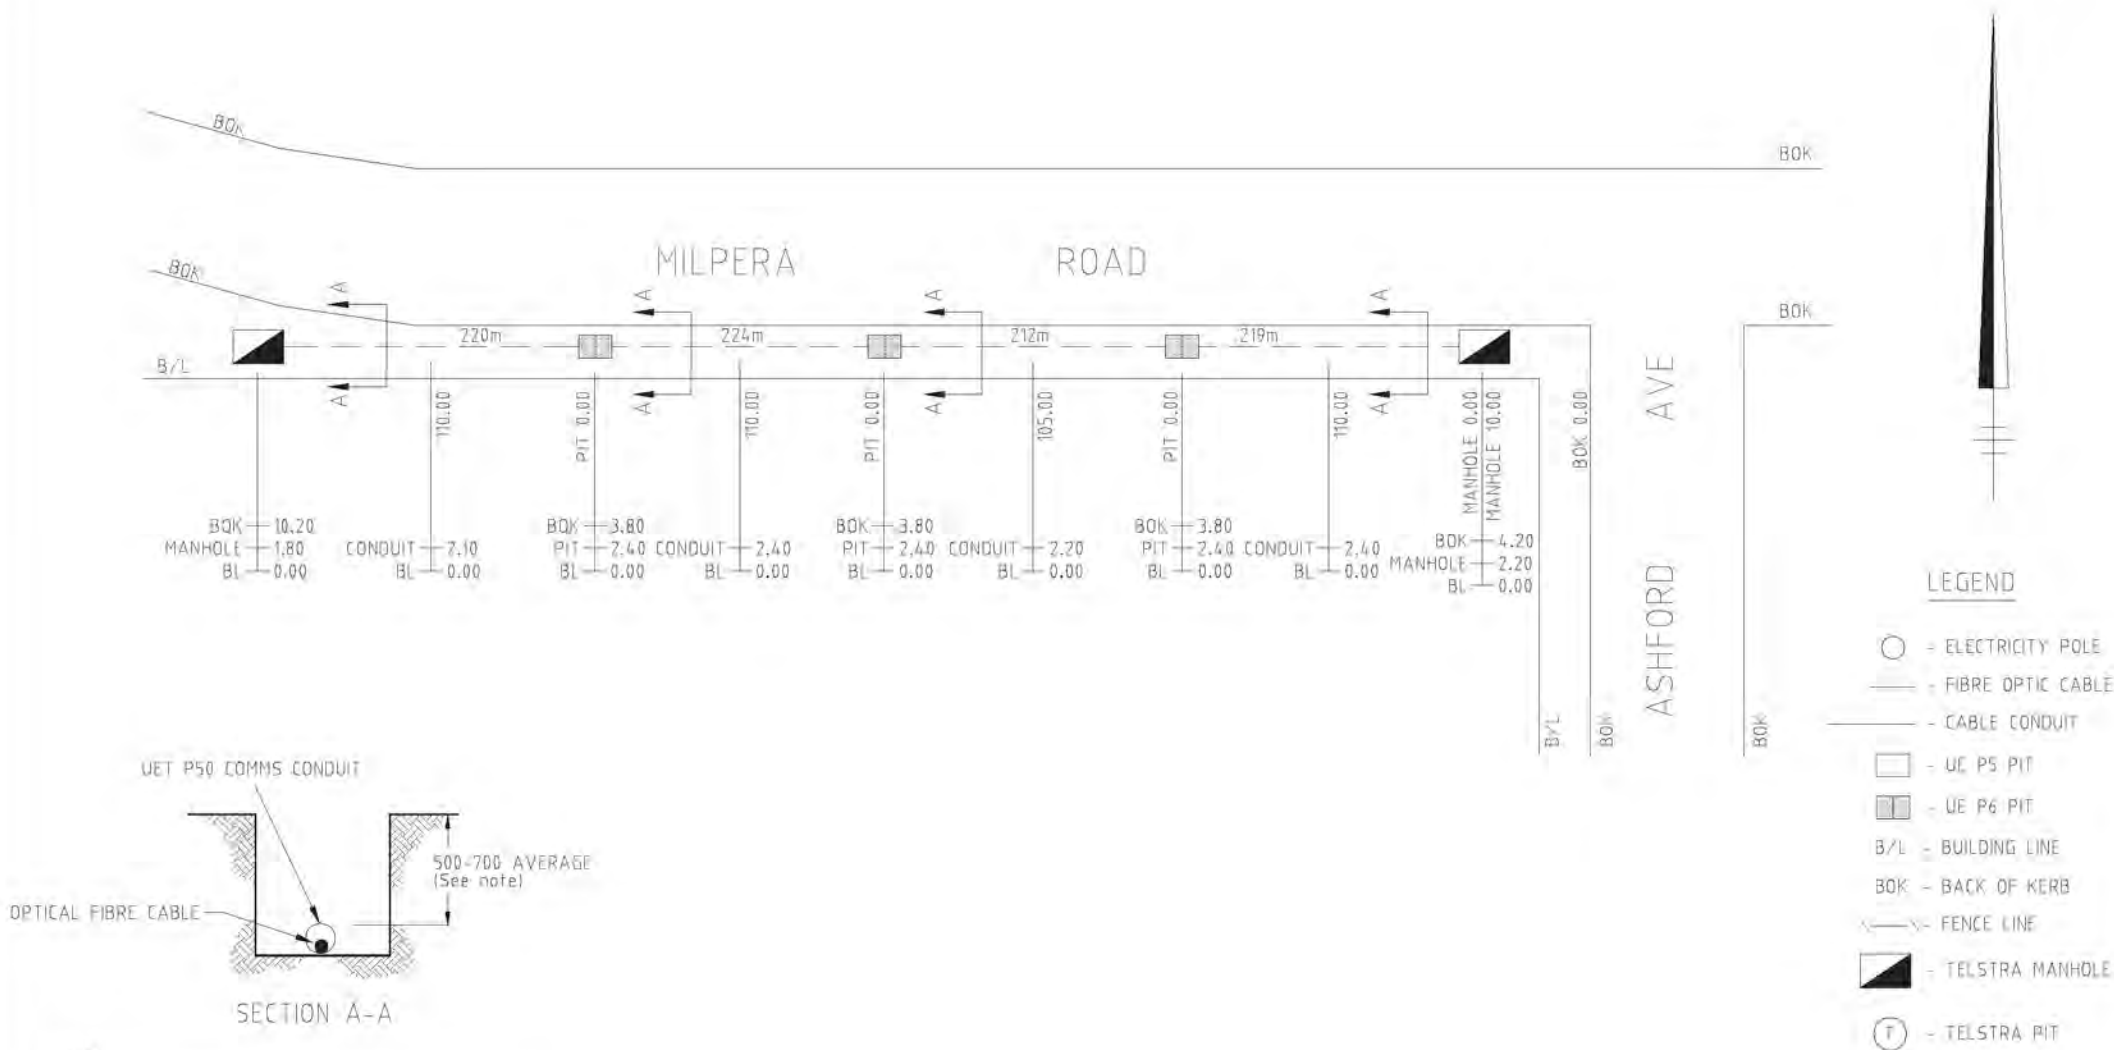 BOK
BOK
MILPERA ROAD
BOK
BOK
A A A A
220m 224m 212m 219m
B/L
A A A A
110.00
PIT 0.00
110.00
PIT 0.00
105.00
PIT 0.00
110.00
MANHOLE 0.00
MANHOLE 10.00
BOK 0.00
ASHFORD AVE
BOK 10.20
MANHOLE 1.80
BL 0.00
CONDUIT 2.10
BL 0.00
BOK 3.80
PIT 2.40
BL 0.00
CONDUIT 2.40
BL 0.00
BOK 3.80
PIT 2.40
BL 0.00
CONDUIT 2.20
BL 0.00
BOK 3.80
PIT 2.40
BL 0.00
CONDUIT 2.40
BL 0.00
BOK 4.20
MANHOLE 2.20
BL 0.00
B/L
BOK
BOK
LEGEND
- ELECTRICITY POLE
- FIBRE OPTIC CABLE
- CABLE CONDUIT
- UE P5 PIT
- UE P6 PIT
B/L - BUILDING LINE
BOK - BACK OF KERB
- FENCE LINE
- TELSTRA MANHOLE
T - TELSTRA PIT
UET P50 COMMS CONDUIT
500-700 AVERAGE
(See note)
OPTICAL FIBRE CABLE
SECTION A-A